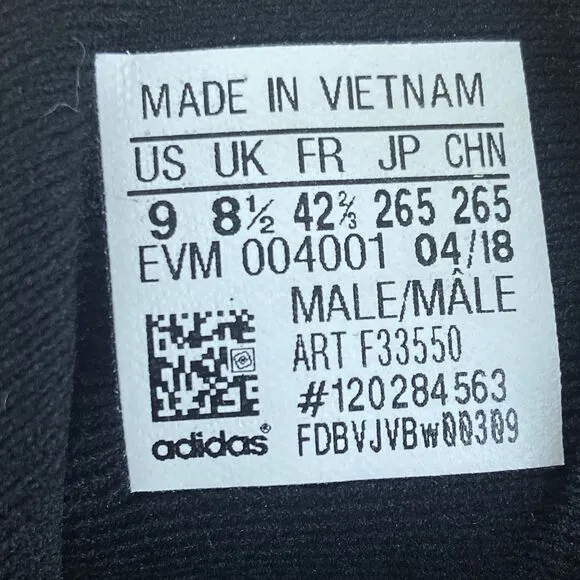 MADE IN VIETNAM
US UK FR JP CHN
9 8½ 42⅔ 265 265
EVM 004001 04/18
MALE/MÂLE
ART F33550
#120284563
adidas® FDBVJVBw00309